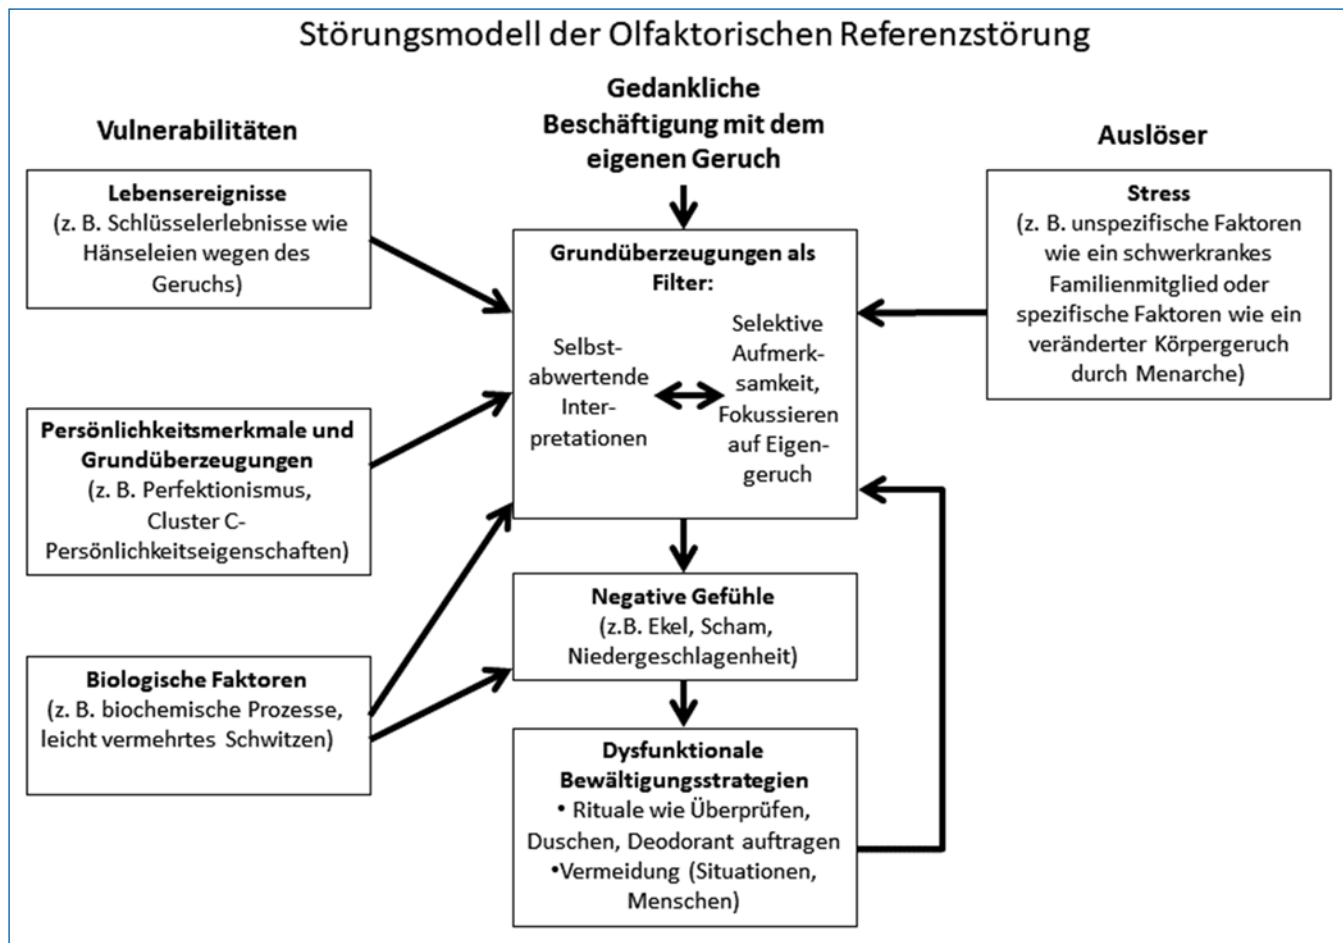 Störungsmodell der Olfaktorischen Referenzstörung
Vulnerabilitäten
Lebensereignisse
(z. B. Schlüsselerlebnisse wie
Hänseleien wegen des
Geruchs)
Persönlichkeitsmerkmale und
Grundüberzeugungen
(z. B. Perfektionismus,
Cluster C-
Persönlichkeitseigenschaften)
Biologische Faktoren
(z. B. biochemische Prozesse,
leicht vermehrtes Schwitzen)
Gedankliche
Beschäftigung mit dem
eigenen Geruch
Grundüberzeugungen als
Filter:
Selbst-
abwertende
Inter-
pretationen
Selektive
Aufmerk-
samkeit,
Fokussieren
auf Eigen-
geruch
Negative Gefühle
(z.B. Ekel, Scham,
Niedergeschlagenheit)
Dysfunktionale
Bewältigungsstrategien
• Rituale wie Überprüfen,
Duschen, Deodorant auftragen
•Vermeidung (Situationen,
Menschen)
Auslöser
Stress
(z. B. unspezifische Faktoren
wie ein schwerkrankes
Familienmitglied oder
spezifische Faktoren wie ein
veränderter Körpergeruch
durch Menarche)